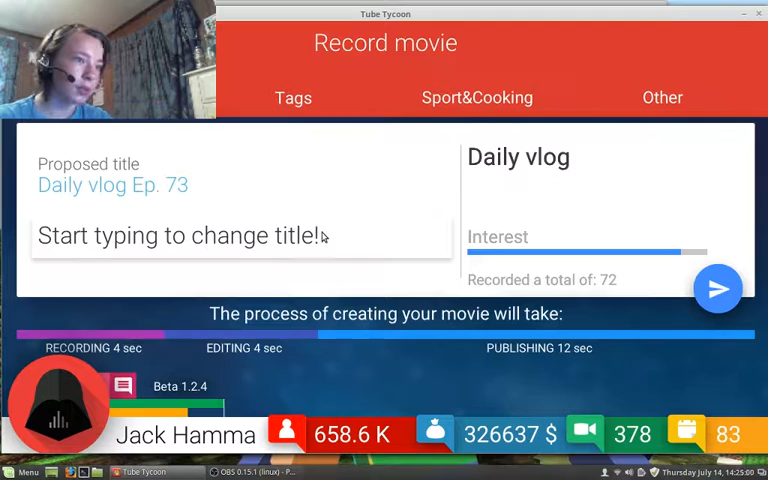 Tube Tycoon
Record movie
Tags
Sport&Cooking
Other
Proposed title
Daily vlog Ep. 73
Start typing to change title!
Daily vlog
Interest
Recorded a total of: 72
The process of creating your movie will take:
RECORDING 4 sec
EDITING 4 sec
PUBLISHING 12 sec
Beta 1.2.4
Jack Hamma
658.6 K
326637 $
378
83
Menu
Tube Tycoon
OBS 0.15.1 (linux) - P...
Thursday July 14, 14:25:00